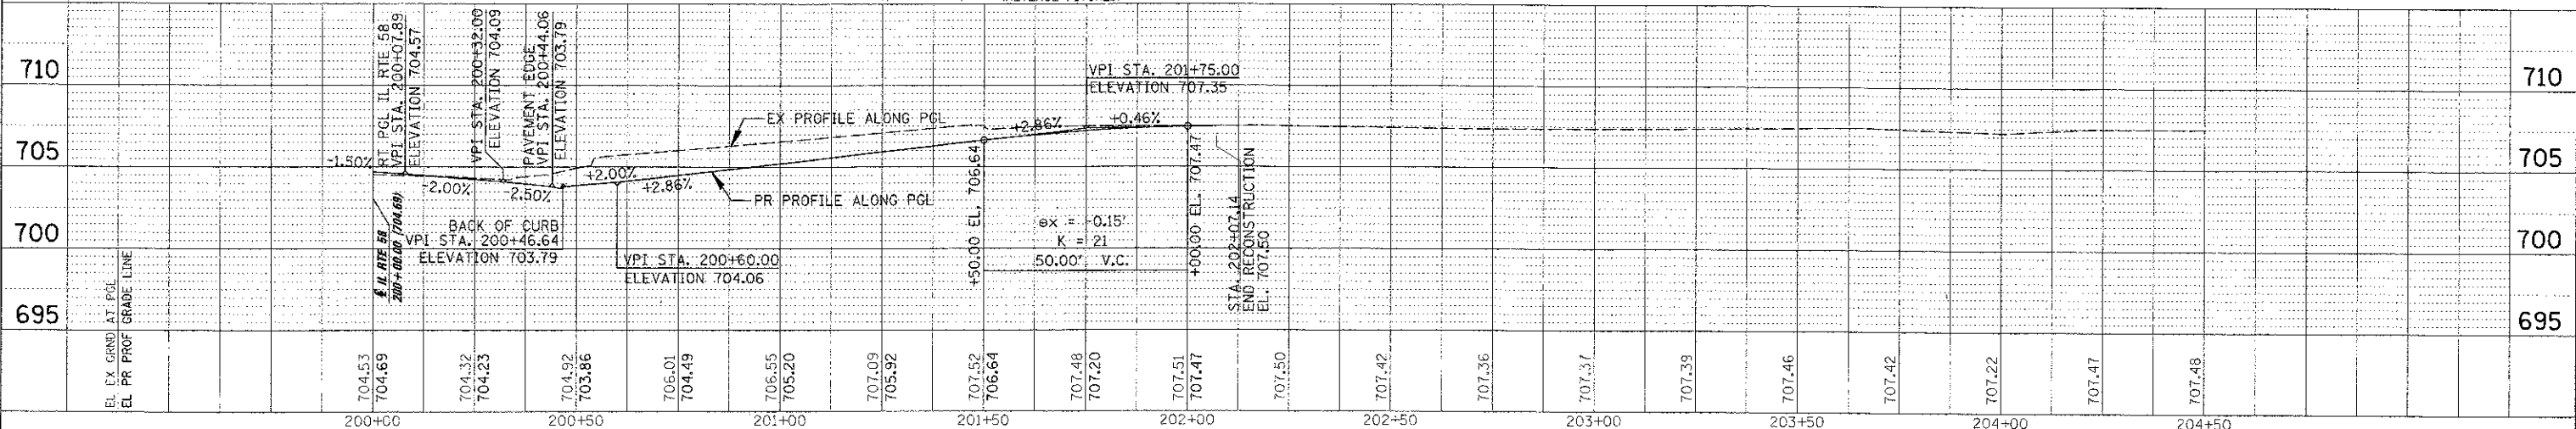 710
705
700
695
EL EX GRND AT PGL
EL PR PROF GRADE LINE
-1.50%
RT PGL IL RTE 58
VPI STA. 200+07.89
ELEVATION 704.57
VPI STA. 200+32.00
ELEVATION 704.09
PAVEMENT EDGE
VPI STA. 200+44.06
ELEVATION 703.79
-2.00%
-2.50%
+2.00%
+2.86%
EX PROFILE ALONG PGL
PR PROFILE ALONG PGL
℄ IL RTE 58
200+00.00 (704.69)
BACK OF CURB
VPI STA. 200+46.64
ELEVATION 703.79
VPI STA. 200+60.00
ELEVATION 704.06
VPI STA. 201+75.00
ELEVATION 707.35
+2.86%
+0.46%
+50.00 EL. 706.64
ex = -0.15'
K = 21
50.00' V.C.
+00.00 EL. 707.47
STA. 202+07.14
END RECONSTRUCTION
EL. 707.50
710
705
700
695
704.53
704.69
704.32
704.23
704.92
703.86
706.01
704.49
706.55
705.20
707.09
705.92
707.52
706.64
707.48
707.20
707.51
707.47
707.50
707.42
707.36
707.37
707.39
707.46
707.42
707.22
707.47
707.48
200+00
200+50
201+00
201+50
202+00
202+50
203+00
203+50
204+00
204+50